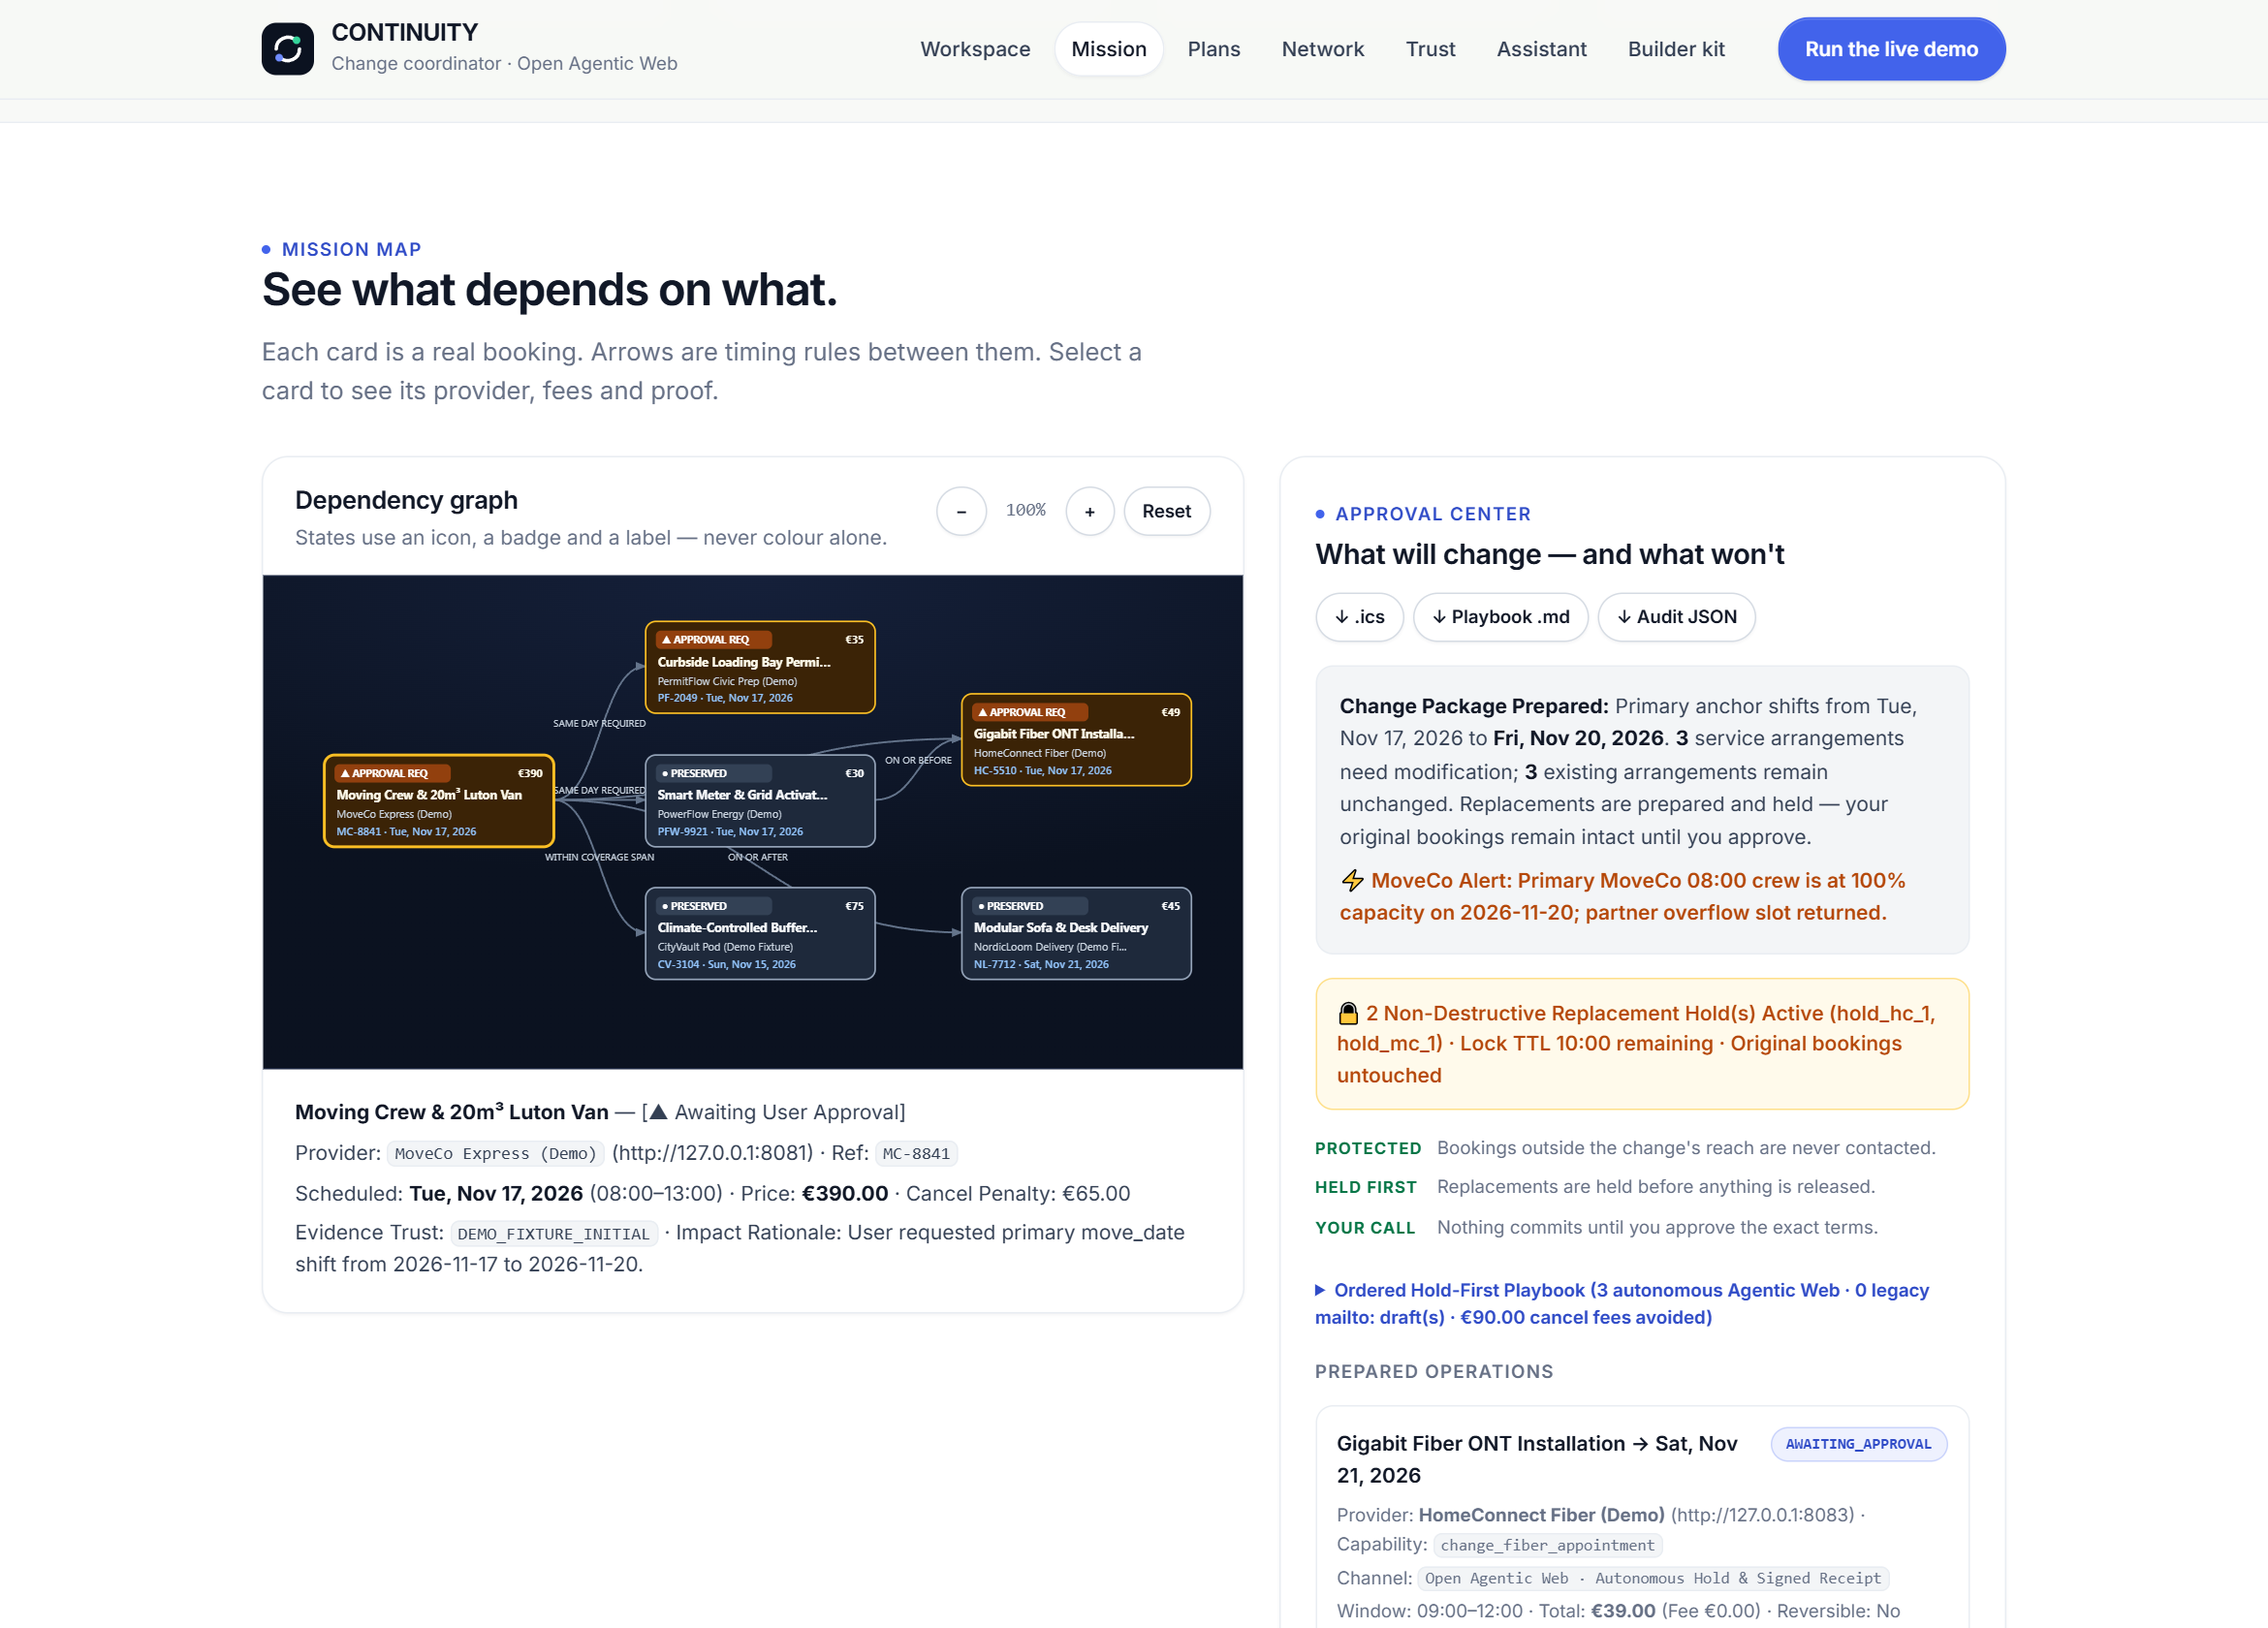 CONTINUITY
Change coordinator · Open Agentic Web
Workspace
Mission
Plans
Network
Trust
Assistant
Builder kit
Run the live demo
MISSION MAP
See what depends on what.
Each card is a real booking. Arrows are timing rules between them. Select a
card to see its provider, fees and proof.
Dependency graph
States use an icon, a badge and a label — never colour alone.
−
100%
+
Reset
▲ APPROVAL REQ
€35
Curbside Loading Bay Permi...
PermitFlow Civic Prep (Demo)
PF-2049 · Tue, Nov 17, 2026
SAME DAY REQUIRED
▲ APPROVAL REQ
€49
Gigabit Fiber ONT Installa...
HomeConnect Fiber (Demo)
HC-5510 · Tue, Nov 17, 2026
ON OR BEFORE
▲ APPROVAL REQ
€390
Moving Crew & 20m³ Luton Van
MoveCo Express (Demo)
MC-8841 · Tue, Nov 17, 2026
SAME DAY REQUIRED
● PRESERVED
€30
Smart Meter & Grid Activat...
PowerFlow Energy (Demo)
PFW-9921 · Tue, Nov 17, 2026
WITHIN COVERAGE SPAN
ON OR AFTER
● PRESERVED
€75
Climate-Controlled Buffer...
CityVault Pod (Demo Fixture)
CV-3104 · Sun, Nov 15, 2026
● PRESERVED
€45
Modular Sofa & Desk Delivery
NordicLoom Delivery (Demo Fi...
NL-7712 · Sat, Nov 21, 2026
Moving Crew & 20m³ Luton Van — [▲ Awaiting User Approval]
Provider: MoveCo Express (Demo) (http://127.0.0.1:8081) · Ref: MC-8841
Scheduled: Tue, Nov 17, 2026 (08:00–13:00) · Price: €390.00 · Cancel Penalty: €65.00
Evidence Trust: DEMO_FIXTURE_INITIAL · Impact Rationale: User requested primary move_date
shift from 2026-11-17 to 2026-11-20.
APPROVAL CENTER
What will change — and what won't
↓ .ics
↓ Playbook .md
↓ Audit JSON
Change Package Prepared: Primary anchor shifts from Tue,
Nov 17, 2026 to Fri, Nov 20, 2026. 3 service arrangements
need modification; 3 existing arrangements remain
unchanged. Replacements are prepared and held — your
original bookings remain intact until you approve.
⚡ MoveCo Alert: Primary MoveCo 08:00 crew is at 100%
capacity on 2026-11-20; partner overflow slot returned.
🔒 2 Non-Destructive Replacement Hold(s) Active (hold_hc_1,
hold_mc_1) · Lock TTL 10:00 remaining · Original bookings
untouched
PROTECTED Bookings outside the change's reach are never contacted.
HELD FIRST Replacements are held before anything is released.
YOUR CALL Nothing commits until you approve the exact terms.
▶ Ordered Hold-First Playbook (3 autonomous Agentic Web · 0 legacy
mailto: draft(s) · €90.00 cancel fees avoided)
PREPARED OPERATIONS
Gigabit Fiber ONT Installation → Sat, Nov
21, 2026
AWAITING_APPROVAL
Provider: HomeConnect Fiber (Demo) (http://127.0.0.1:8083) ·
Capability: change_fiber_appointment
Channel: Open Agentic Web · Autonomous Hold & Signed Receipt
Window: 09:00–12:00 · Total: €39.00 (Fee €0.00) · Reversible: No